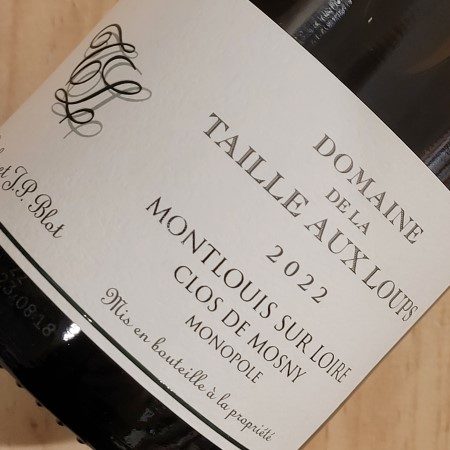 DOMAINE
DE LA
TAILLE AUX LOUPS
2022
MONTLOUIS SUR LOIRE
CLOS DE MOSNY
MONOPOLE
Mis en bouteille à la propriété
et J.P. Blot